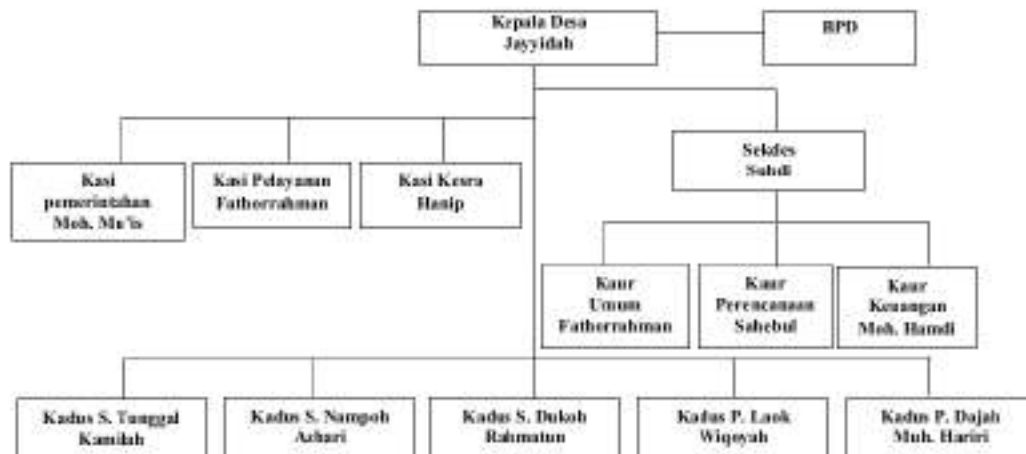 Kepala Desa
Jayyidah
BPD
Sekdes
Suhdi
Kasi
pemerintahan
Moh. Mu'is
Kasi Pelayanan
Fathorrahman
Kasi Kesra
Hanip
Kaur
Umum
Fathorrahman
Kaur
Perencanaan
Sahebul
Kaur
Keuangan
Moh. Hamdi
Kadus S. Tunggal
Kamilah
Kadus S. Nampoh
Azhari
Kadus S. Dukoh
Rahmatun
Kadus P. Laok
Wiqoyah
Kadus P. Dajah
Muh. Hariri